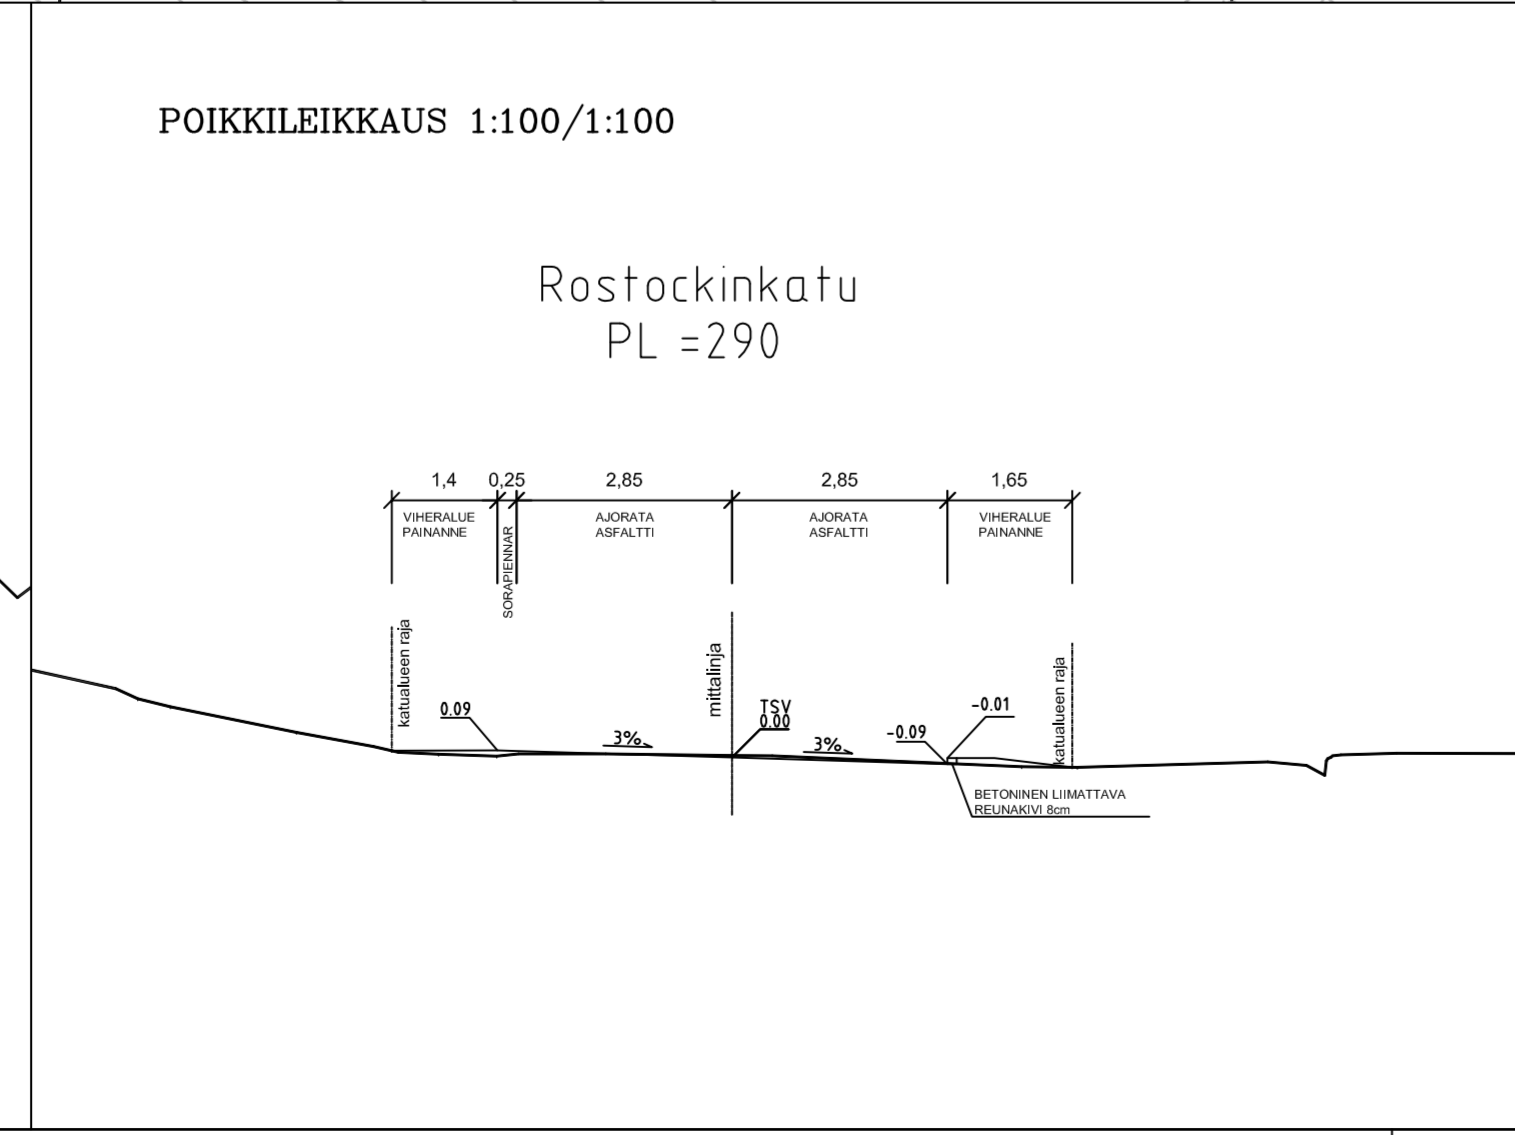 POIKKILEIKKAUS 1:100/1:100
Rostockinkatu
PL =290
1,4
0,25
2,85
2,85
1,65
VIHERALUE
PAINANNE
SORAPIENNAR
AJORATA
ASFALTTI
AJORATA
ASFALTTI
VIHERALUE
PAINANNE
katualueen raja
mittalinja
katualueen raja
0.09
3%
TSV
0.00
3%
-0.09
-0.01
BETONINEN LIIMATTAVA
REUNAKIVI 8cm